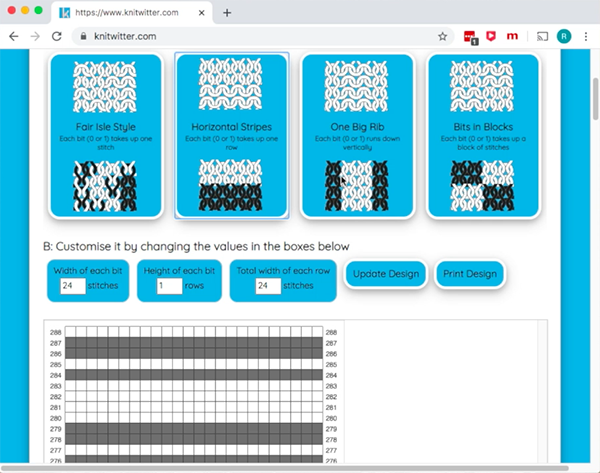 https://www.knitwitter.com
knitwitter.com
1
m
R
Fair Isle Style
Each bit (0 or 1) takes up one
stitch
Horizontal Stripes
Each bit (0 or 1) takes up one
row
One Big Rib
Each bit (0 or 1) runs down
vertically
Bits in Blocks
Each bit (0 or 1) takes up a
block of stitches
B: Customise it by changing the values in the boxes below
Width of each bit
24 stitches
Height of each bit
1 rows
Total width of each row
24 stitches
Update Design
Print Design
288 288
287 287
286 286
285 285
284 284
283 283
282 282
281 281
280 280
279 279
278 278
277 277
276 276